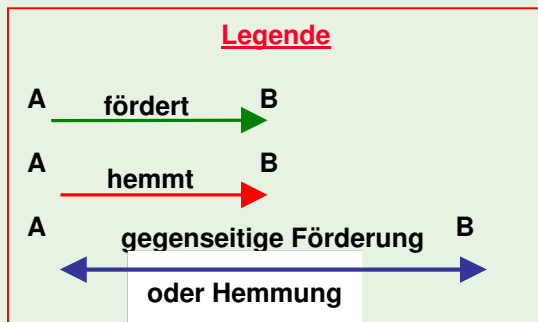 Legende
A fördert B
A hemmt B
A gegenseitige Förderung B
oder Hemmung